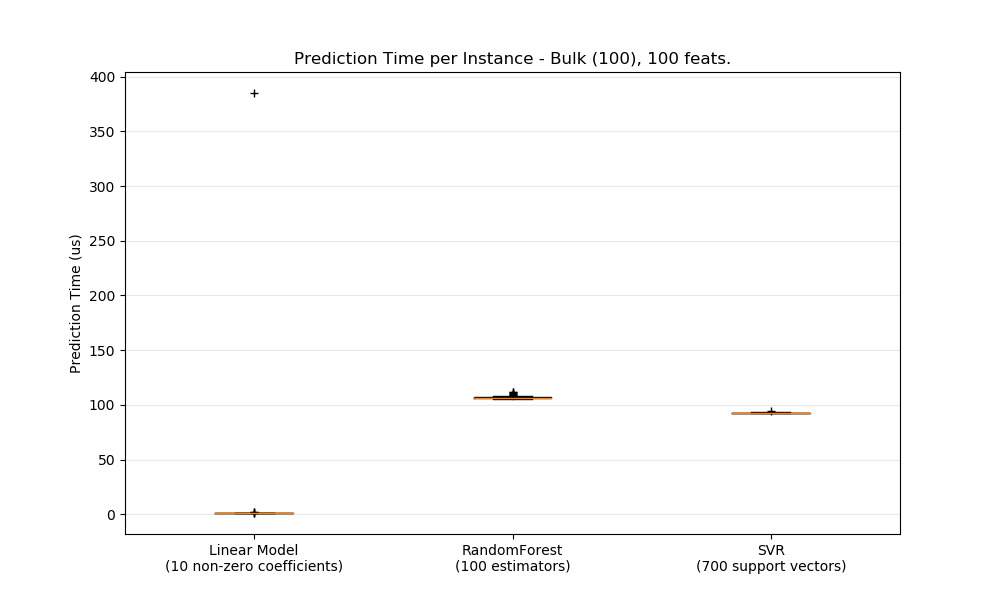 Prediction Time per Instance - Bulk (100), 100 feats.
400
350
300
250
200
150
100
50
0
Prediction Time (us)
Linear Model
(10 non-zero coefficients)
RandomForest
(100 estimators)
SVR
(700 support vectors)